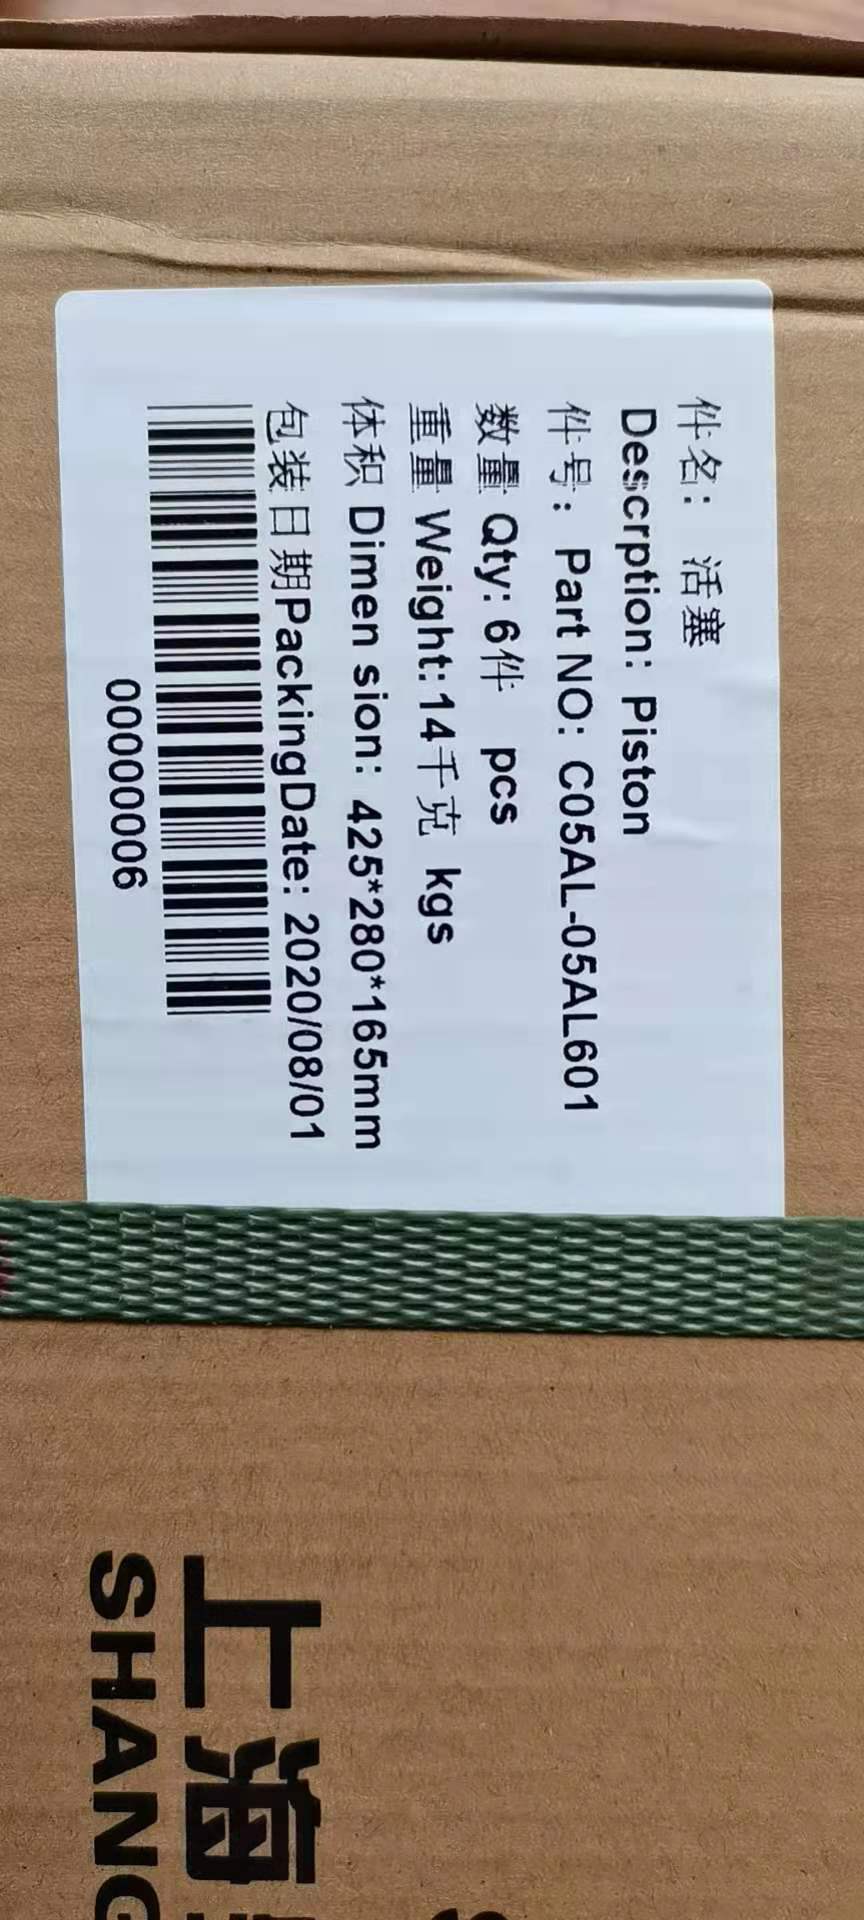 件名： 活塞
Descrption: Piston
件号： Part NO: C05AL-05AL601
数量 Qty: 6件 pcs
重量 Weight: 14千克 kgs
体积 Dimen sion: 425*280*165mm
包装日期PackingDate: 2020/08/01
00000006
上海
SHANG